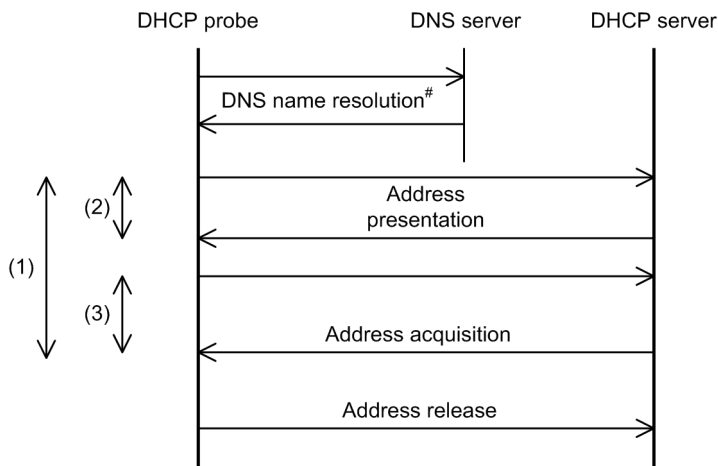 DHCP probe
DNS server
DHCP server
DNS name resolution#
Address
presentation
(2)
(1)
(3)
Address acquisition
Address release